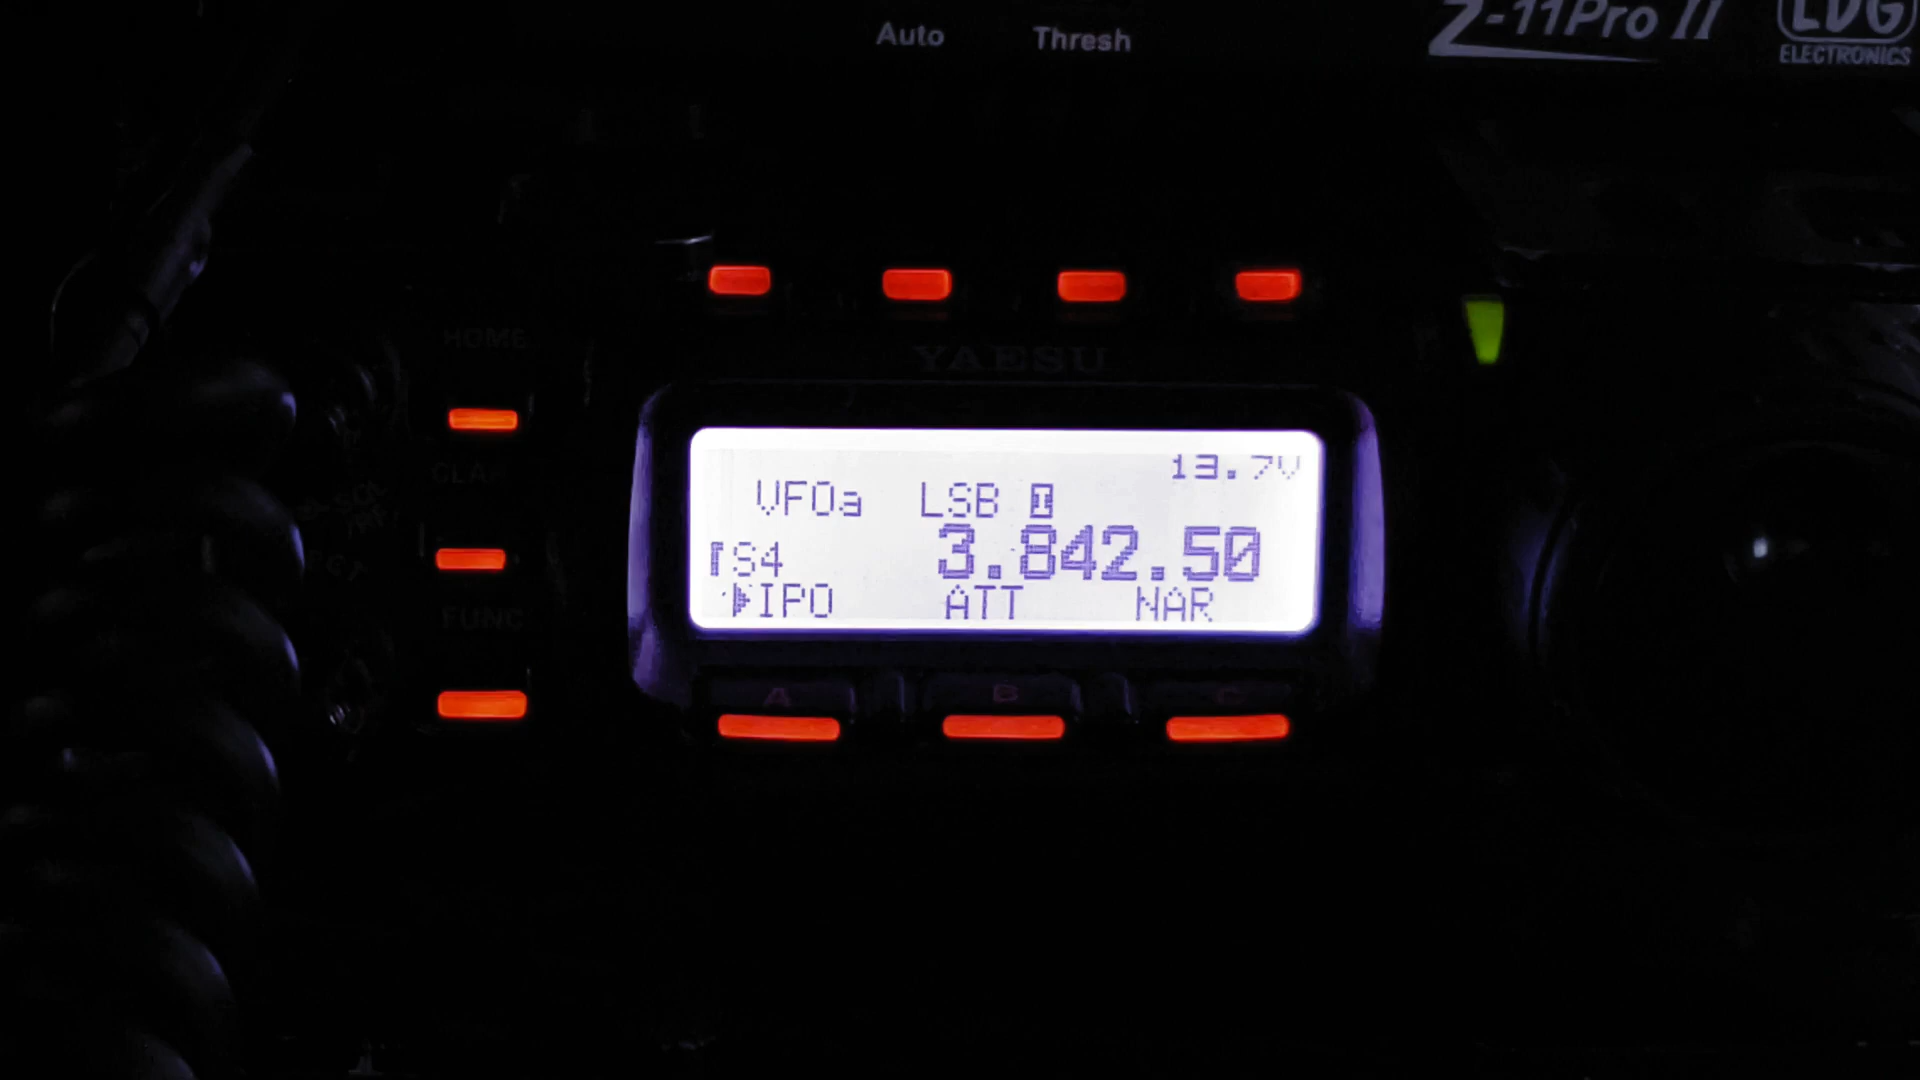 Auto Thresh Z-11Pro II LDG
ELECTRONICS
HOME
YAESU
13.7V
VFOa LSB I
S4 3.842.50
IPO ATT NAR
FUNC
A B C